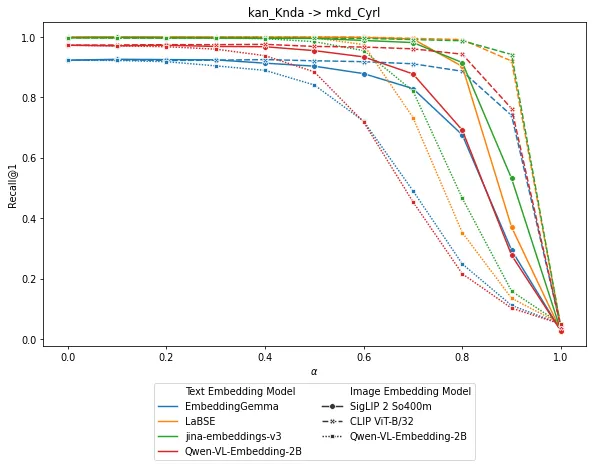 kan_Knda -> mkd_Cyrl
1.0
0.8
0.6
0.4
0.2
0.0
Recall@1
0.0 0.2 0.4 0.6 0.8 1.0
α
Text Embedding Model Image Embedding Model
EmbeddingGemma SigLIP 2 So400m
LaBSE CLIP ViT-B/32
jina-embeddings-v3 Qwen-VL-Embedding-2B
Qwen-VL-Embedding-2B